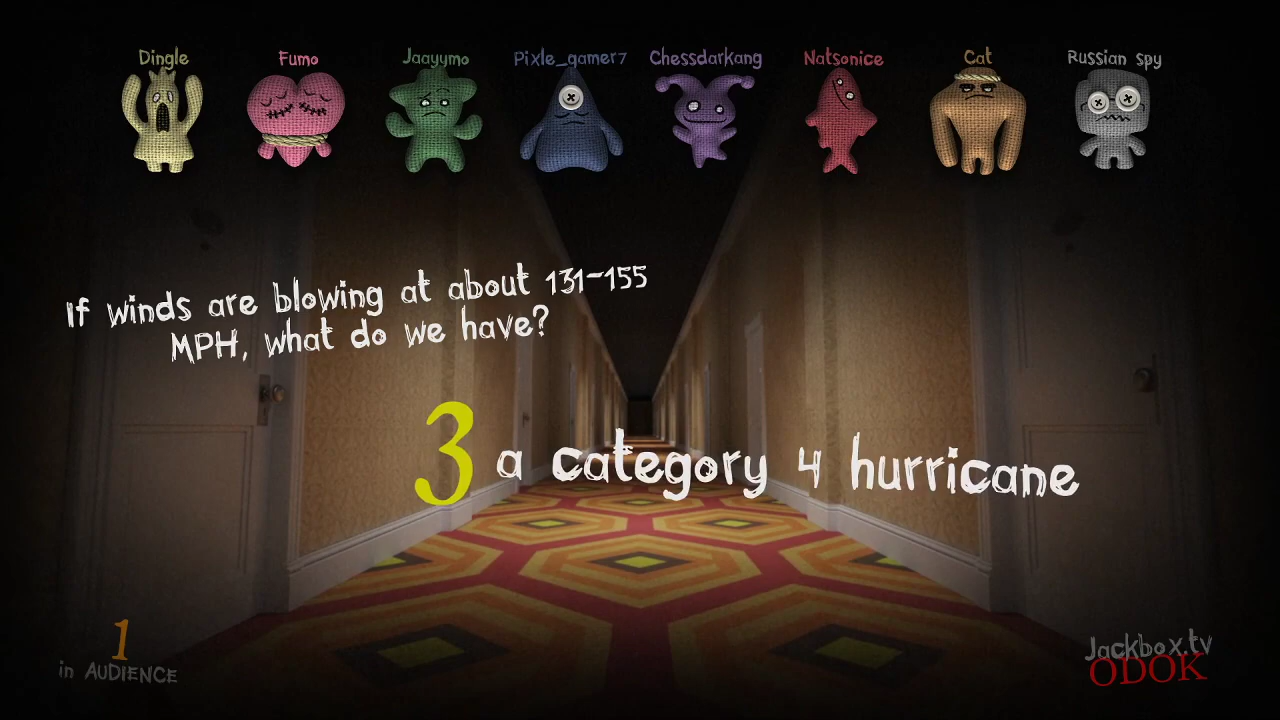 Dingle
Fumo
Jaayymo
Pixle_gamer7
Chessdarkang
Natsonice
Cat
Russian spy
If winds are blowing at about 131-155
MPH, what do we have?
3 a category 4 hurricane
1
in AUDIENCE
Jackbox.tv
ODOK